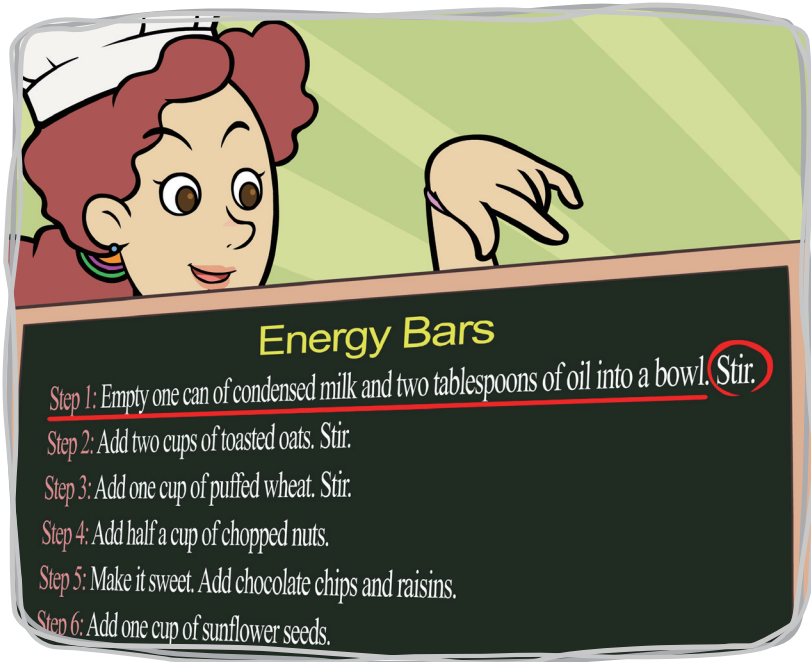 Energy Bars
Step 1: Empty one can of condensed milk and two tablespoons of oil into a bowl. Stir.
Step 2: Add two cups of toasted oats. Stir.
Step 3: Add one cup of puffed wheat. Stir.
Step 4: Add half a cup of chopped nuts.
Step 5: Make it sweet. Add chocolate chips and raisins.
Step 6: Add one cup of sunflower seeds.